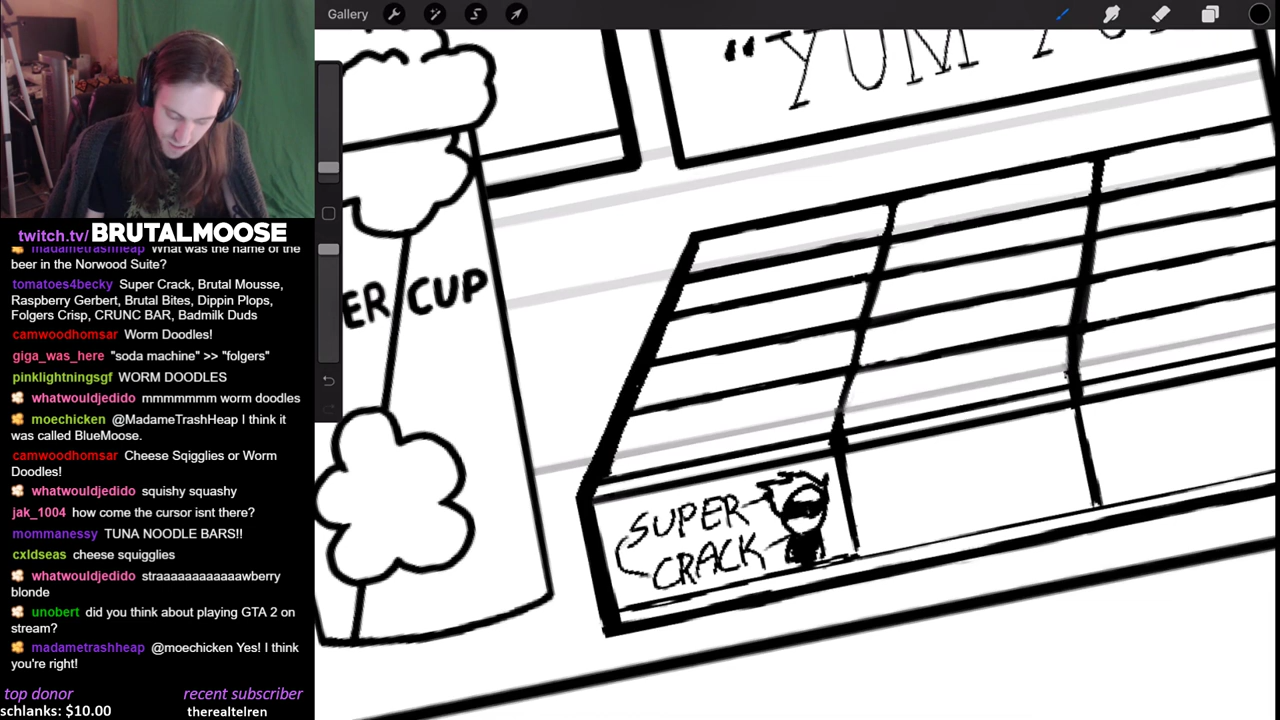 Gallery
"YUM
ER CUP
SUPER
CRACK
twitch.tv/BRUTALMOOSE
madametrashheap What was the name of the
beer in the Norwood Suite?
tomatoes4becky Super Crack, Brutal Mousse,
Raspberry Gerbert, Brutal Bites, Dippin Plops,
Folgers Crisp, CRUNC BAR, Badmilk Duds
camwoodhomsar Worm Doodles!
giga_was_here "soda machine" >> "folgers"
pinklightningsgf WORM DOODLES
whatwouldjedido mmmmmmm worm doodles
moechicken @MadameTrashHeap I think it
was called BlueMoose.
camwoodhomsar Cheese Sqigglies or Worm
Doodles!
whatwouldjedido squishy squashy
jak_1004 how come the cursor isnt there?
mommanessy TUNA NOODLE BARS!!
cxldseas cheese squigglies
whatwouldjedido straaaaaaaaaaaawberry
blonde
unobert did you think about playing GTA 2 on
stream?
madametrashheap @moechicken Yes! I think
you're right!
top donor
schlanks: $10.00
recent subscriber
therealtelren